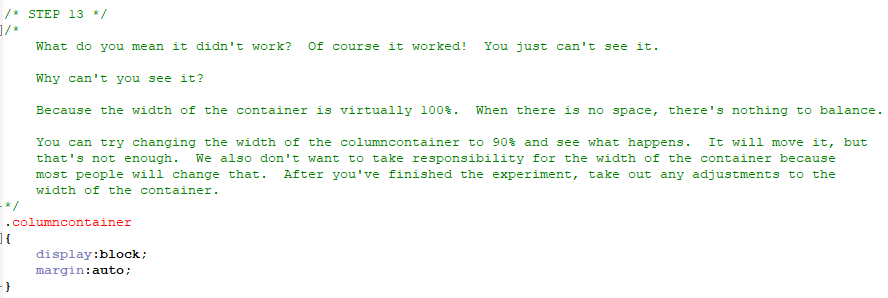 /* STEP 13 */
/*
What do you mean it didn't work?  Of course it worked!  You just can't see it.
Why can't you see it?
Because the width of the container is virtually 100%.  When there is no space, there's nothing to balance.
You can try changing the width of the columncontainer to 90% and see what happens.  It will move it, but
that's not enough.  We also don't want to take responsibility for the width of the container because
most people will change that.  After you've finished the experiment, take out any adjustments to the
width of the container.
*/
.columncontainer
{
display:block;
margin:auto;
}